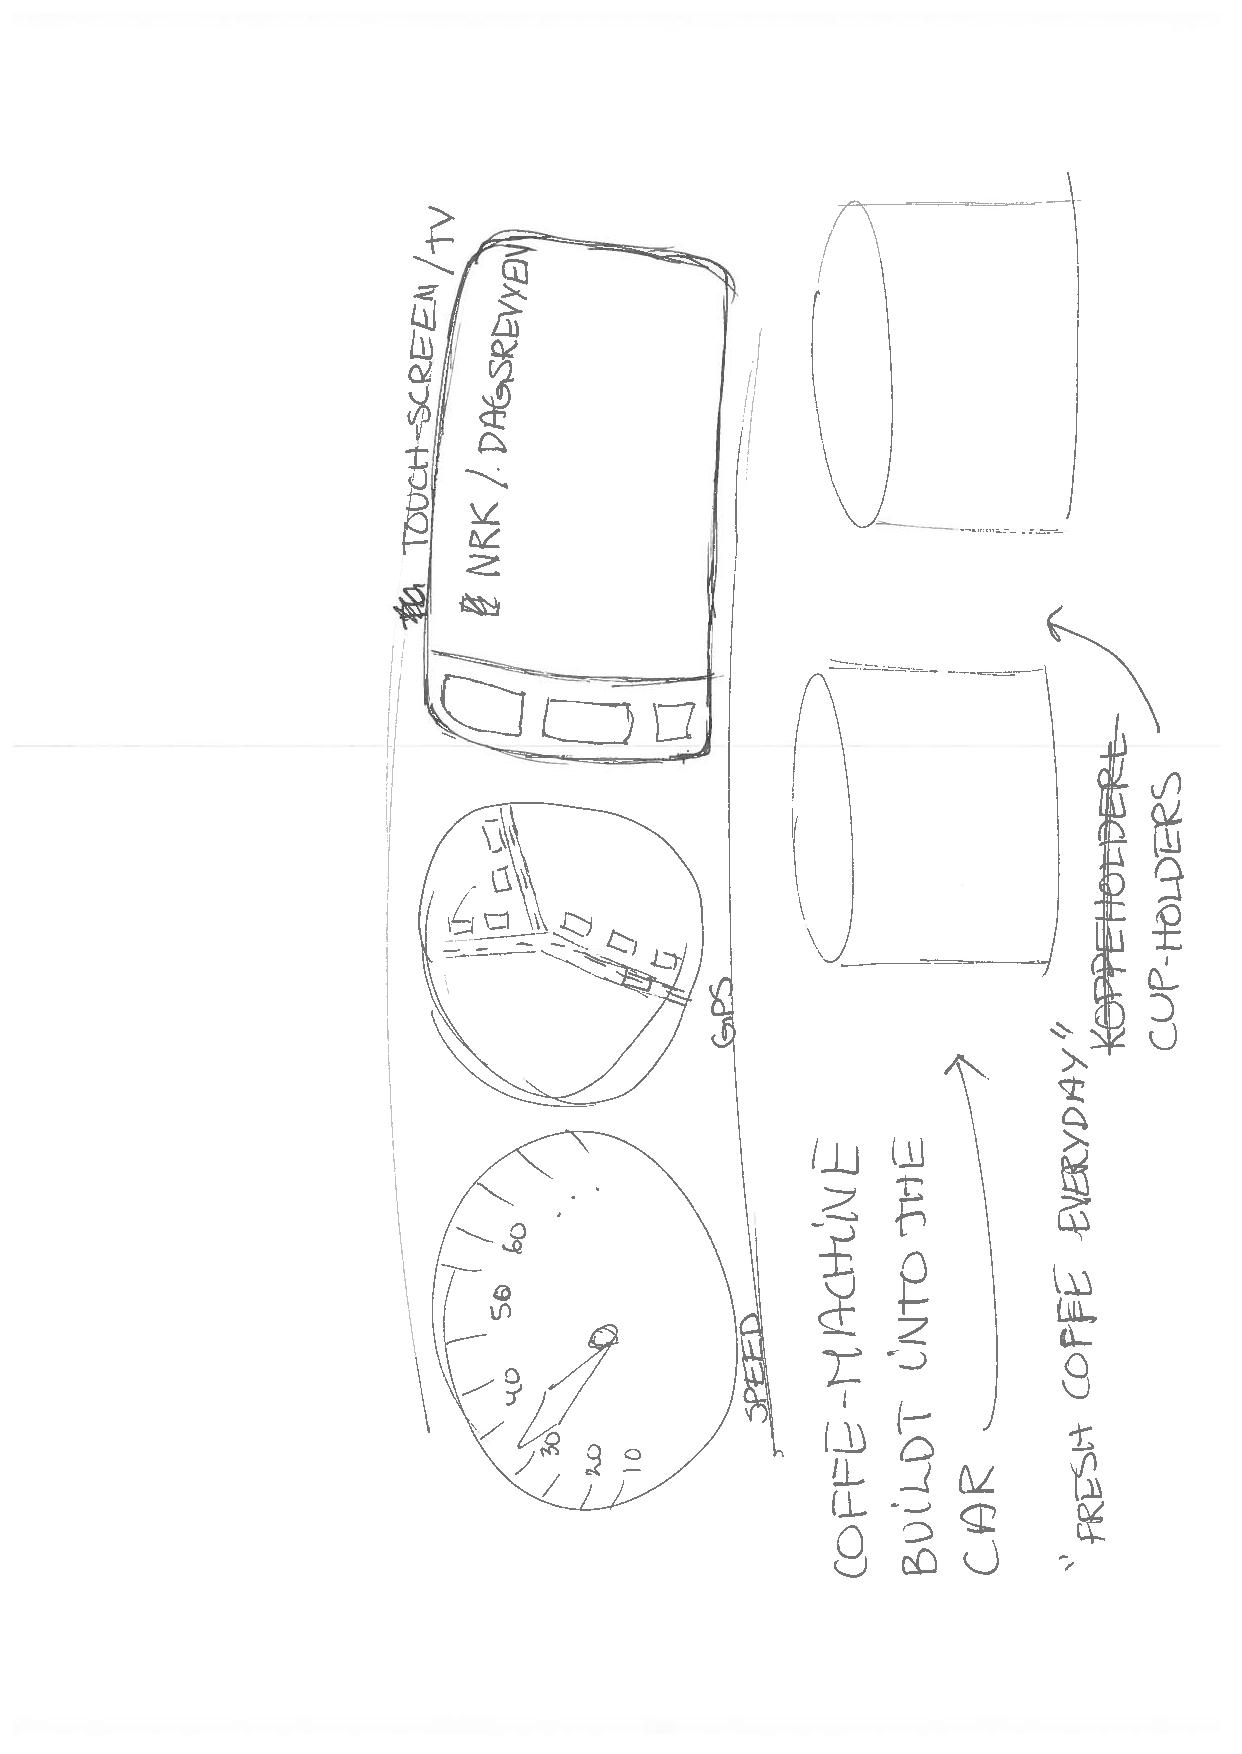 TOUCH-SCREEN / TV
NRK /. DAGSREVYEN
10
20
30
40
50
60
SPEED
GPS
COFFE-MACHINE
BUILDT INTO THE
CAR
"FRESH COFFE EVERYDAY"
KOPPEHOLDERE
CUP-HOLDERS